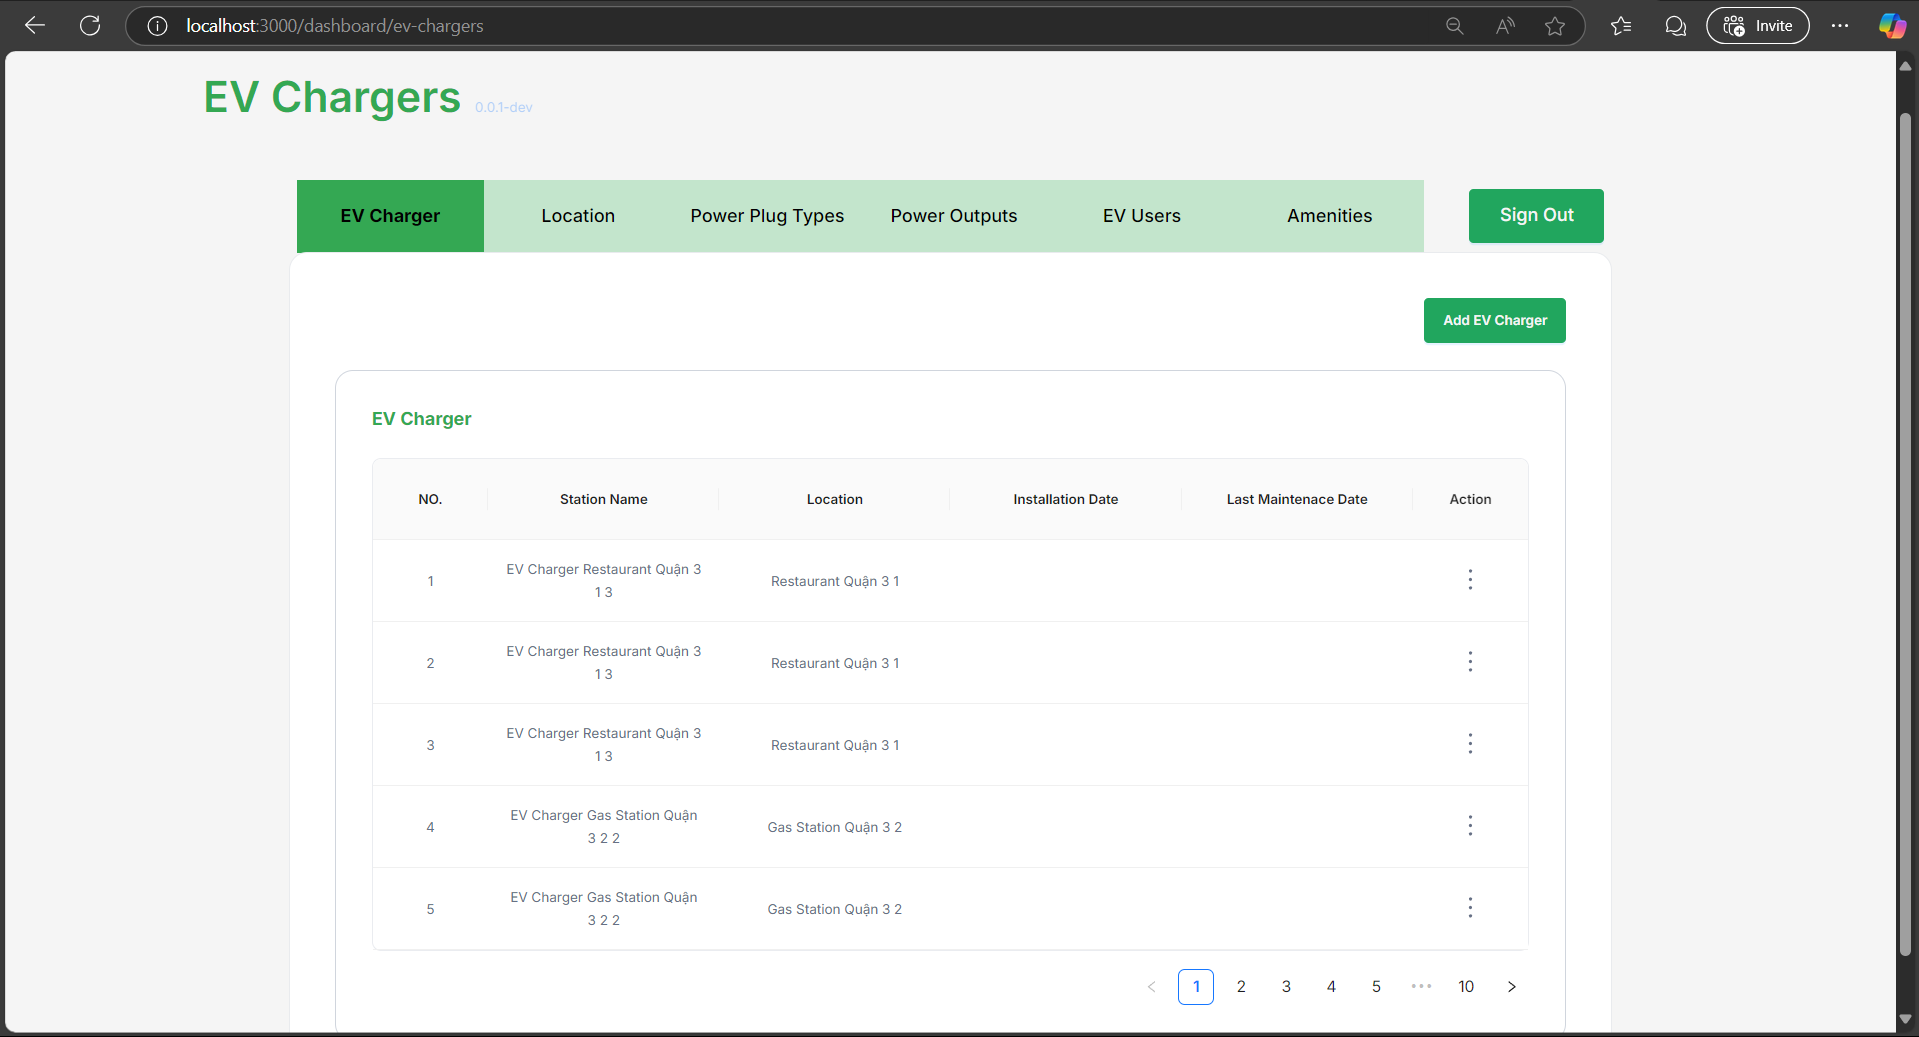 localhost:3000/dashboard/ev-chargers
Invite
EV Chargers 0.0.1-dev
EV Charger Location Power Plug Types Power Outputs EV Users Amenities Sign Out
Add EV Charger
EV Charger
NO. Station Name Location Installation Date Last Maintenace Date Action
1 EV Charger Restaurant Quận 3 Restaurant Quận 3 1
1 3
2 EV Charger Restaurant Quận 3 Restaurant Quận 3 1
1 3
3 EV Charger Restaurant Quận 3 Restaurant Quận 3 1
1 3
4 EV Charger Gas Station Quận Gas Station Quận 3 2
3 2 2
5 EV Charger Gas Station Quận Gas Station Quận 3 2
3 2 2
< 1 2 3 4 5 ••• 10 >